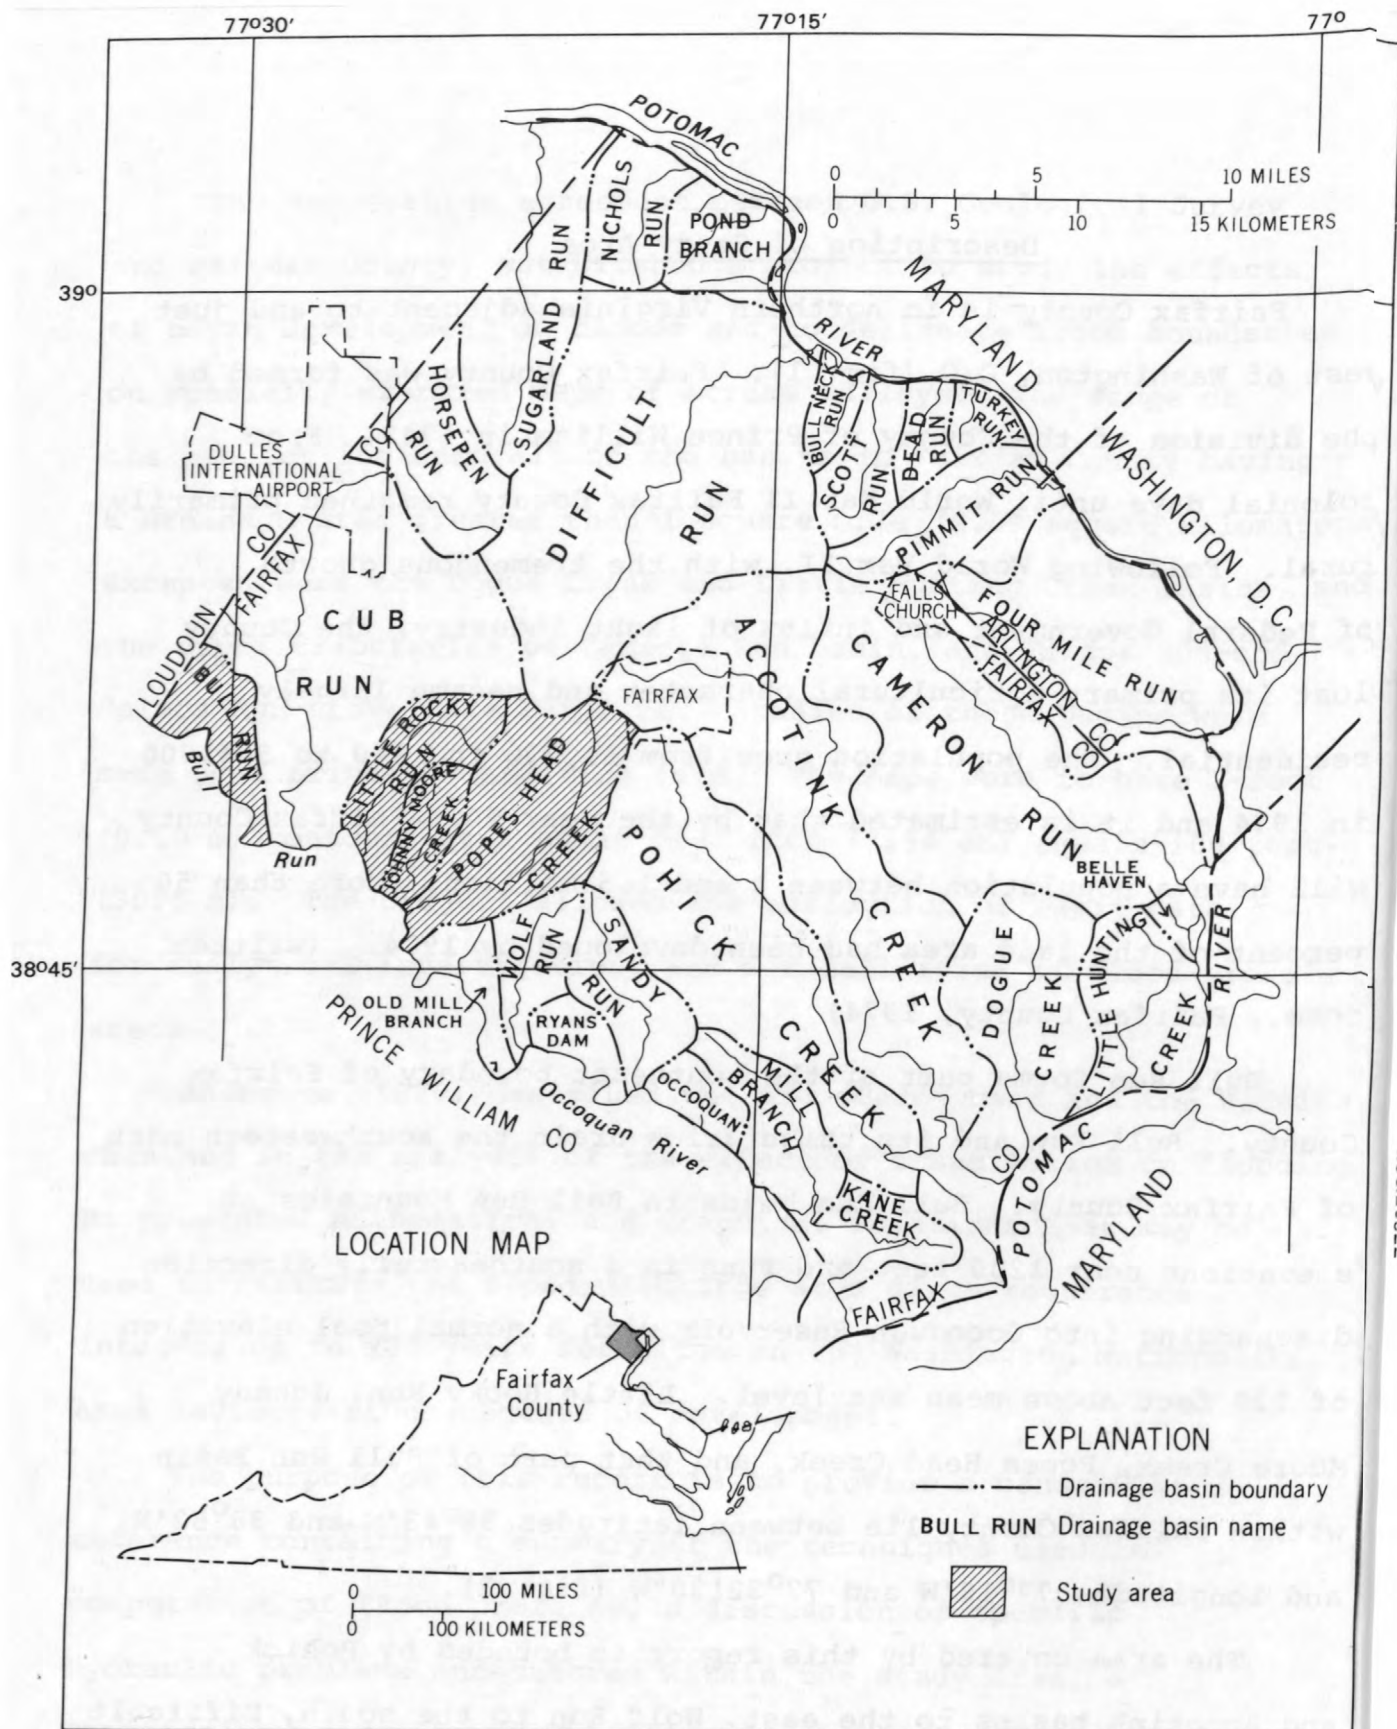 77°30'
77°15'
77°
POTOMAC
0 5 10 MILES
0 5 10 15 KILOMETERS
NICHOLS
RUN
POND
BRANCH
SUGARLAND
RUN
39°
MARYLAND
RIVER
HORSEPEN
RUN
DIFFICULT
RUN
BULL NECK
RUN
SCOTT
RUN
DEAD
RUN
TURKEY
RUN
PIMMIT RUN
WASHINGTON D.C.
DULLES
INTERNATIONAL
AIRPORT
CO
LOUDOUN CO
FAIRFAX
CUB
RUN
FALLS
CHURCH
FOUR MILE RUN
ARLINGTON CO
FAIRFAX CO
FAIRFAX
ACCOTINK
CREEK
CAMERON
RUN
BULL RUN
Bull
Run
LITTLE ROCKY
RUN
JOHNNY MOORE
CREEK
POPES HEAD
CREEK
POHICK
CREEK
BELLE
HAVEN
WOLF
RUN
SANDY
RUN
DOGUE
CREEK
LITTLE HUNTING
CREEK
RIVER
38°45'
OLD MILL
BRANCH
RYANS
DAM
PRINCE WILLIAM CO
Occoquan River
OCCOQUAN
MILL
BRANCH
KANE
CREEK
FAIRFAX
CO
POTOMAC
MARYLAND
LOCATION MAP
Fairfax
County
0 100 MILES
0 100 KILOMETERS
EXPLANATION
Drainage basin boundary
BULL RUN Drainage basin name
Study area